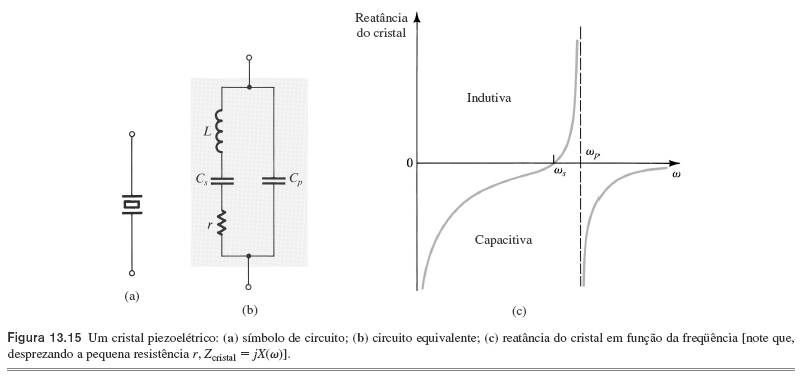 Reatância
do cristal
Indutiva
L
C_s
C_p
r
0
ω_p
ω_s
ω
Capacitiva
(a)
(b)
(c)
Figura 13.15 Um cristal piezoelétrico: (a) símbolo de circuito; (b) circuito equivalente; (c) reatância do cristal em função da freqüência [note que,
desprezando a pequena resistência r, Z_cristal = jX(ω)].